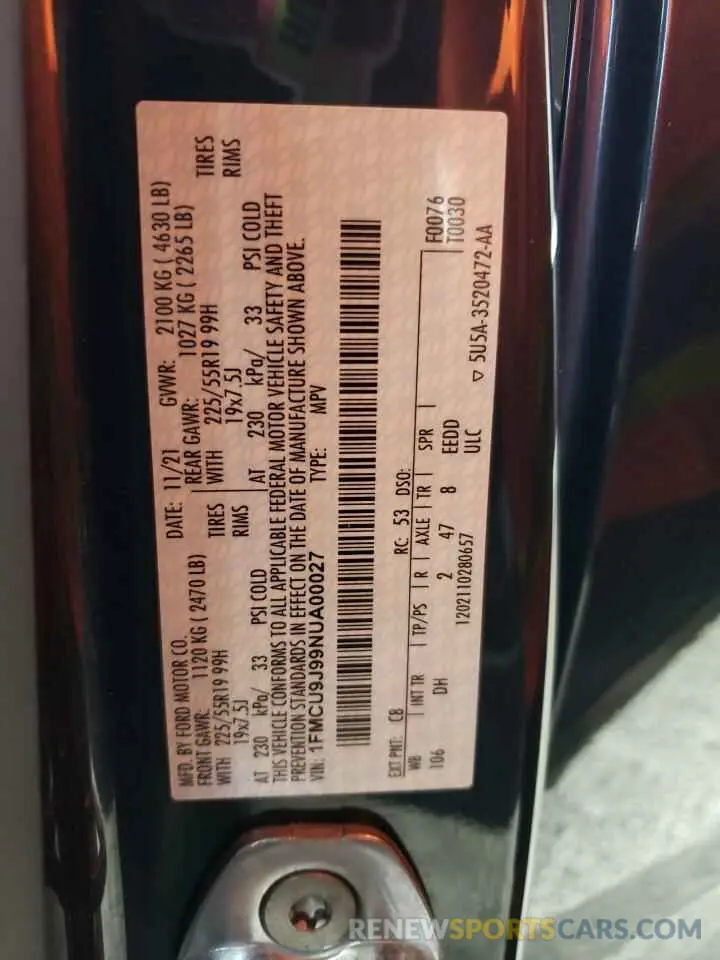 MFD. BY FORD MOTOR CO.
DATE: 11/21 GVWR: 2100 KG ( 4630 LB)
FRONT GAWR: 1120 KG ( 2470 LB) REAR GAWR: 1027 KG ( 2265 LB)
WITH 225/55R19 99H TIRES WITH 225/55R19 99H TIRES
19x7.5J RIMS 19x7.5J RIMS
AT 230 kPa/ 33 PSI COLD AT 230 kPa/ 33 PSI COLD
THIS VEHICLE CONFORMS TO ALL APPLICABLE FEDERAL MOTOR VEHICLE SAFETY AND THEFT
PREVENTION STANDARDS IN EFFECT ON THE DATE OF MANUFACTURE SHOWN ABOVE.
VIN: 1FMCU9J99NUA00027 TYPE: MPV
EXT PNT: CB RC: 53 DSO: F0076
WB INT TR TP/PS R AXLE TR SPR T0030
106 DH 2 47 8 EEDD
1202110280657 ULC ▽ 5U5A-3520472-AA
RENEWSPORTSCARS.COM